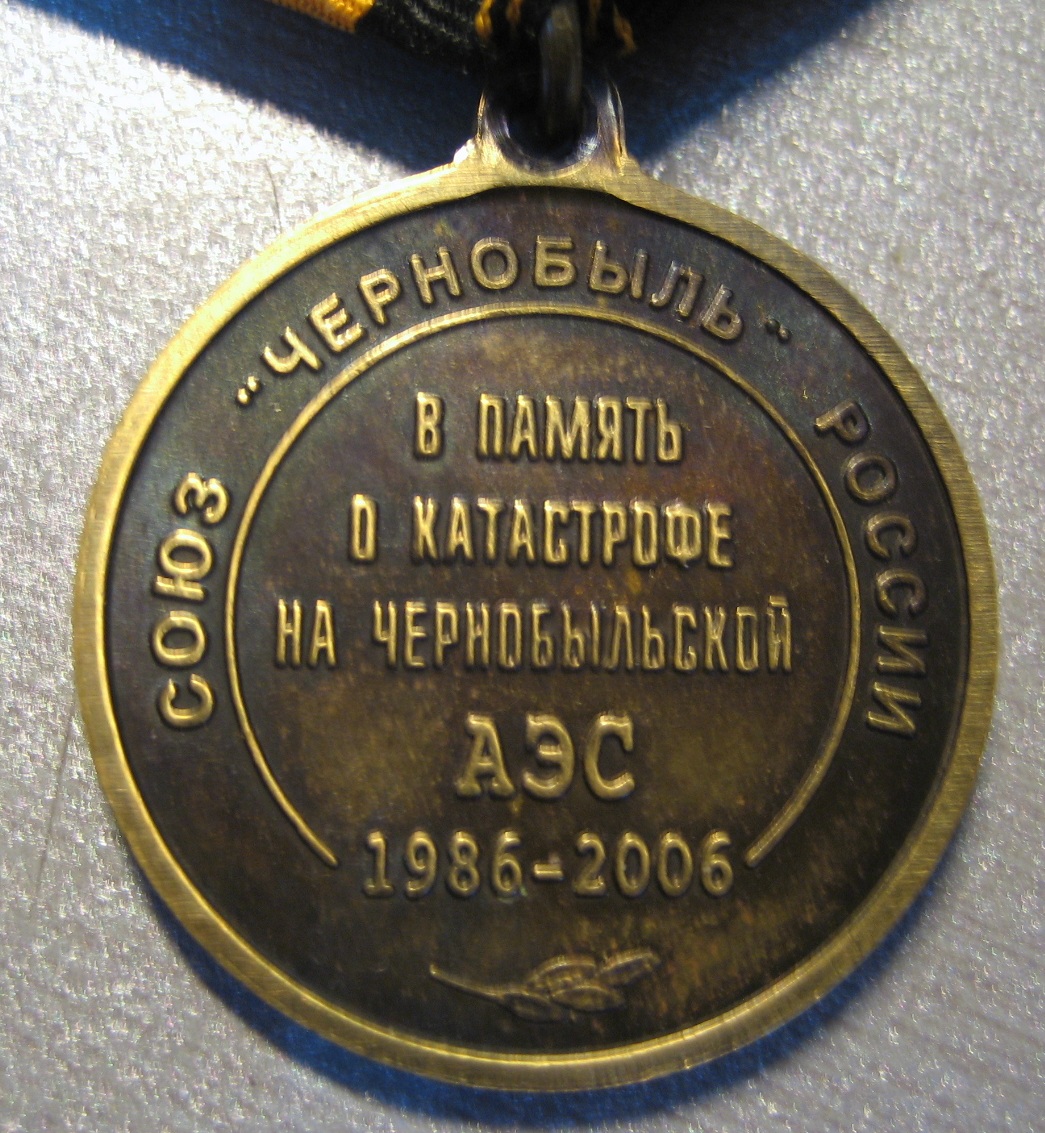 СОЮЗ "ЧЕРНОБЫЛЬ" РОССИИ
В ПАМЯТЬ
О КАТАСТРОФЕ
НА ЧЕРНОБЫЛЬСКОЙ
АЭС
1986-2006